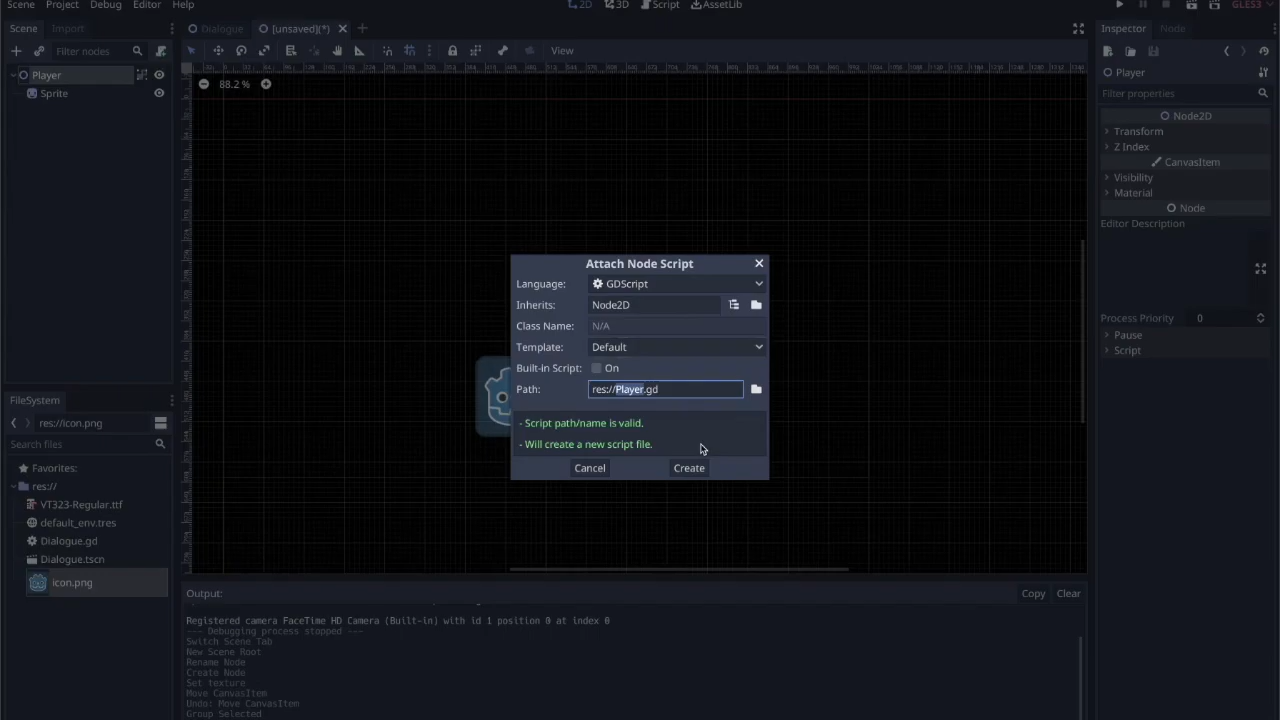 Scene Project Debug Editor Help
2D 3D Script AssetLib
GLES3
Scene Import
Filter nodes
Player
Sprite
Dialogue [unsaved](*)
View
88.2 %
Attach Node Script
Language: GDScript
Inherits: Node2D
Class Name: N/A
Template: Default
Built-in Script: On
Path: res://Player.gd
- Script path/name is valid.
- Will create a new script file.
Cancel Create
Inspector Node
Player
Filter properties
Node2D
Transform
Z Index
CanvasItem
Visibility
Material
Node
Editor Description
Process Priority 0
Pause
Script
FileSystem
res://icon.png
Search files
Favorites:
res://
VT323-Regular.ttf
default_env.tres
Dialogue.gd
Dialogue.tscn
icon.png
Output: Copy Clear
Registered camera FaceTime HD Camera (Built-in) with id 1 position 0 at index 0
--- Debugging process stopped ---
Switch Scene Tab
New Scene Root
Rename Node
Create Node
Set texture
Move CanvasItem
Undo: Move CanvasItem
Group Selected